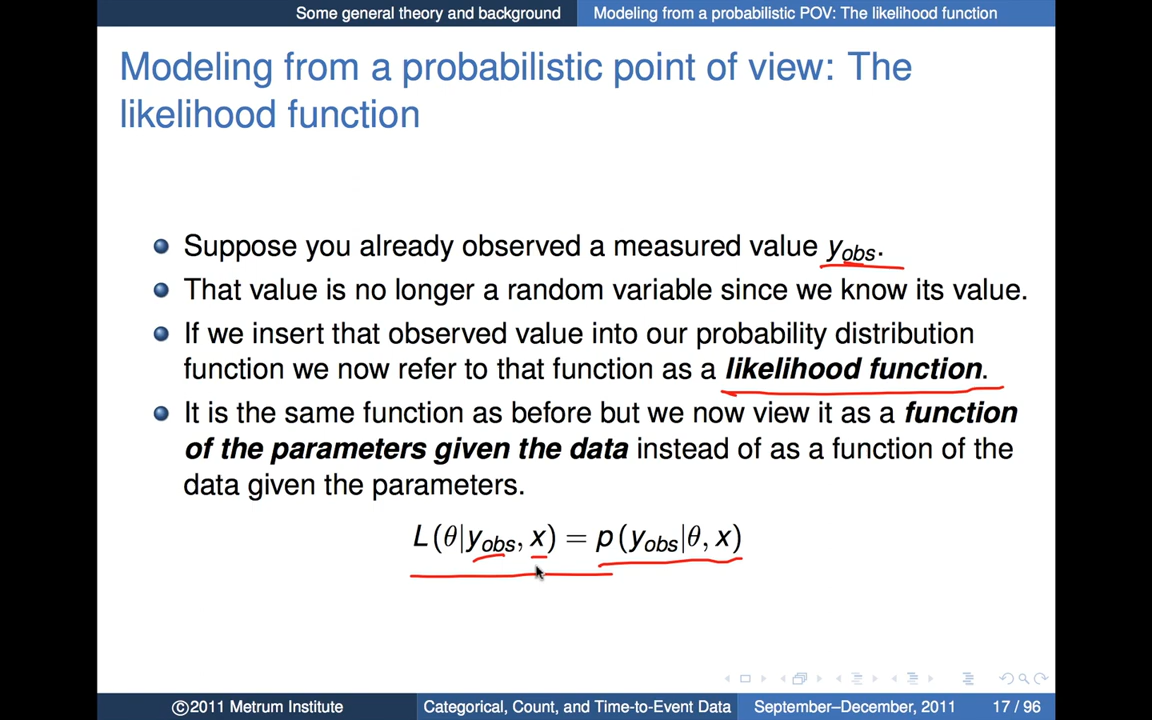 Some general theory and background Modeling from a probabilistic POV: The likelihood function
Modeling from a probabilistic point of view: The
likelihood function
Suppose you already observed a measured value y_obs.
That value is no longer a random variable since we know its value.
If we insert that observed value into our probability distribution
function we now refer to that function as a likelihood function.
It is the same function as before but we now view it as a function
of the parameters given the data instead of as a function of the
data given the parameters.
L(θ|y_obs, x) = p(y_obs|θ, x)
©2011 Metrum Institute Categorical, Count, and Time-to-Event Data September–December, 2011 17 / 96